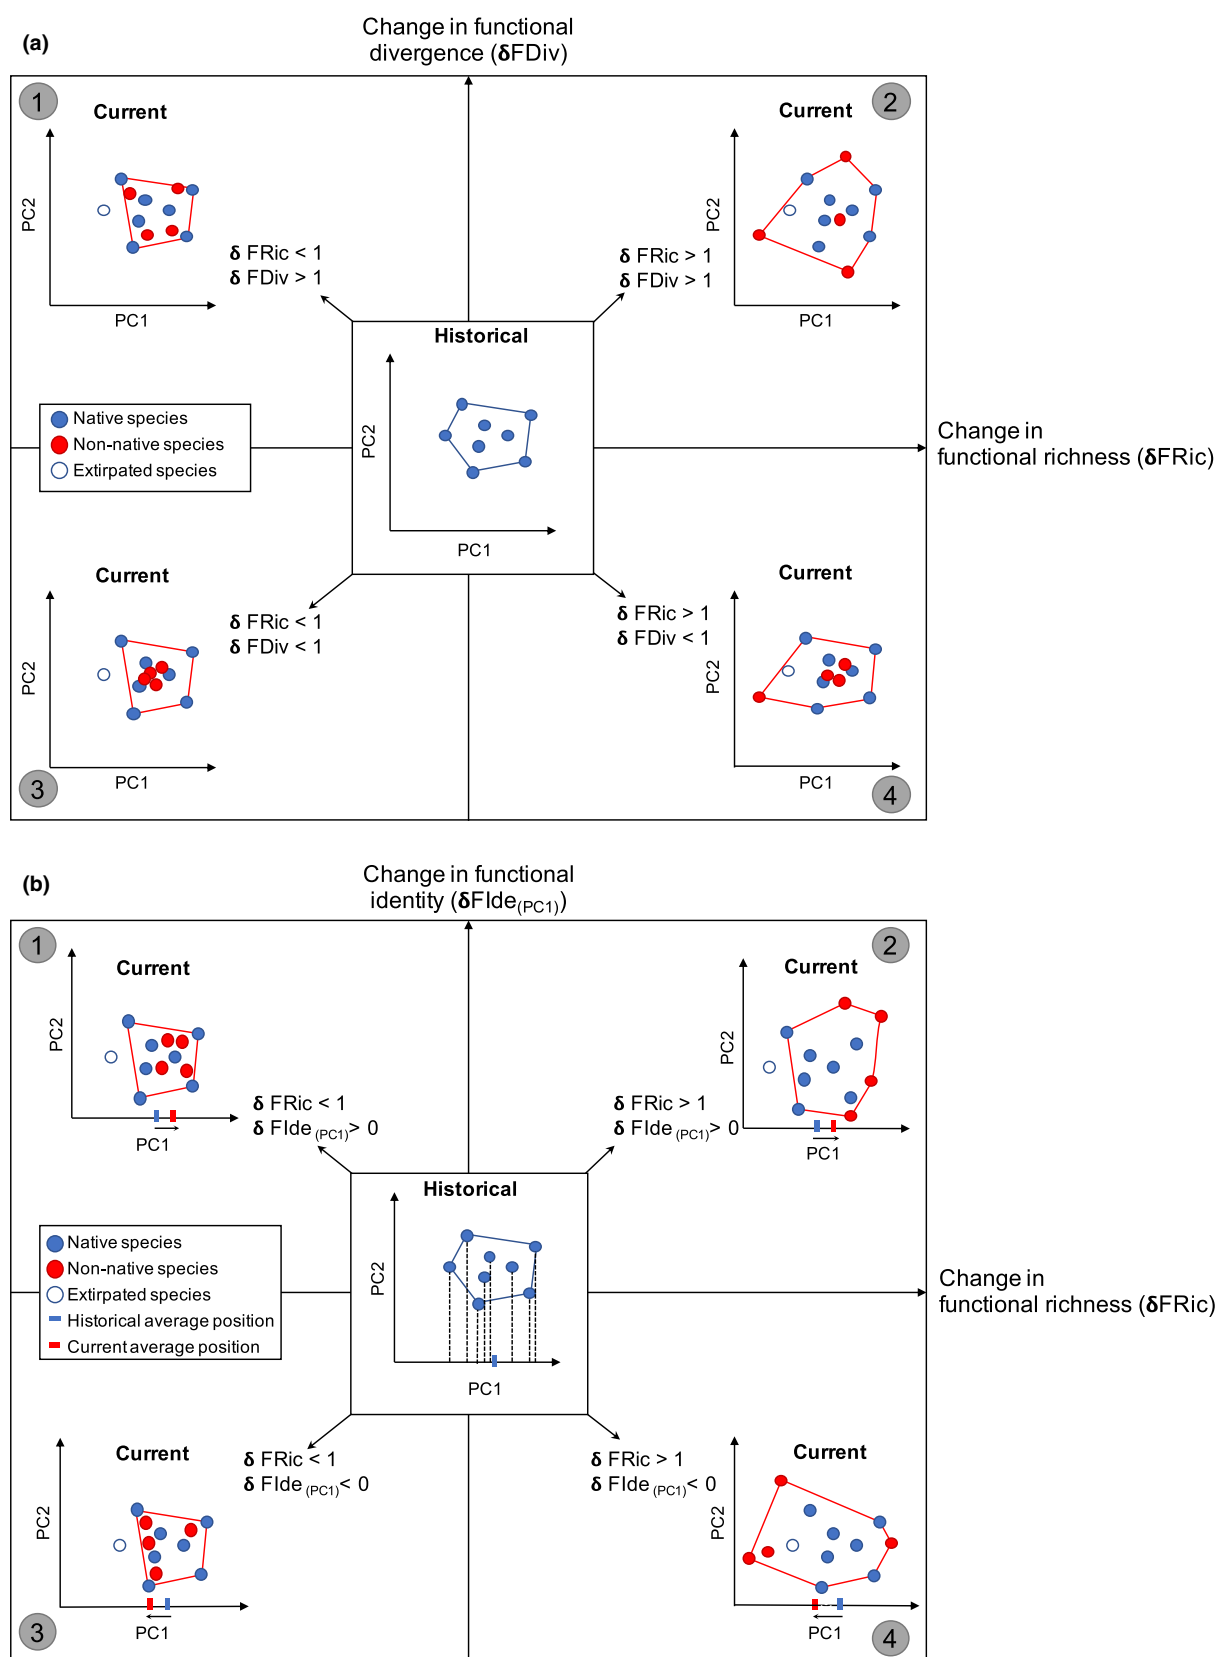 (a)
Change in functional
divergence (δFDiv)
1
Current
PC2
PC1
δ FRic < 1
δ FDiv > 1
2
Current
PC2
PC1
δ FRic > 1
δ FDiv > 1
Historical
PC2
PC1
Native species
Non-native species
Extirpated species
Change in
functional richness (δFRic)
Current
PC2
PC1
3
δ FRic < 1
δ FDiv < 1
Current
PC2
PC1
4
δ FRic > 1
δ FDiv < 1
(b)
Change in functional
identity (δFIde(PC1))
1
Current
PC2
PC1
δ FRic < 1
δ FIde (PC1) > 0
2
Current
PC2
PC1
δ FRic > 1
δ FIde (PC1) > 0
Historical
PC2
PC1
Native species
Non-native species
Extirpated species
Historical average position
Current average position
Change in
functional richness (δFRic)
Current
PC2
PC1
3
δ FRic < 1
δ FIde (PC1) < 0
Current
PC2
PC1
4
δ FRic > 1
δ FIde (PC1) < 0